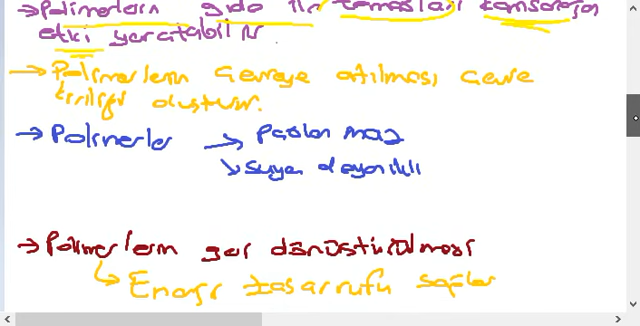 → Polimerlerin gıda ile temasları kanserojen
etki yaratabilir.
→ Polimerlerin çevreye atılması çevre
kirliliği oluşturur.
→ Polimerler → Paslanmaz
↘ Suya dayanıklı
→ Polimerlerin geri dönüştürülmesi
↳ Enerji tasarrufu sağlar